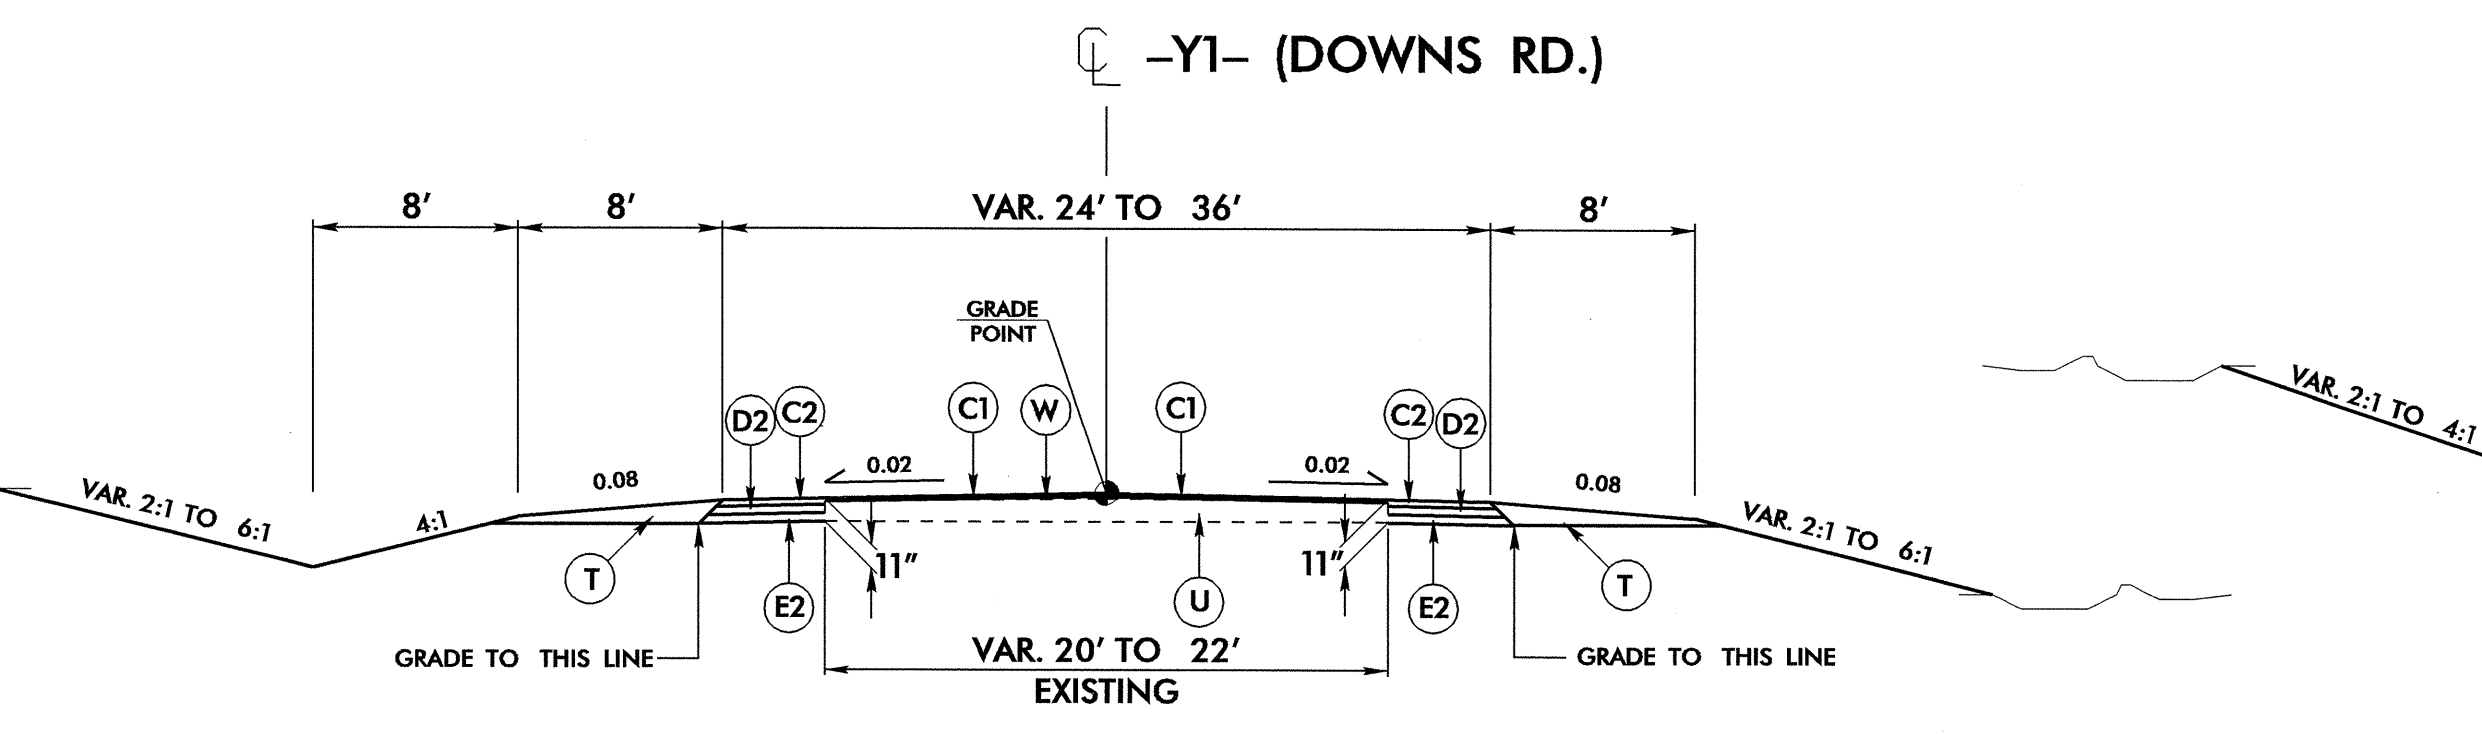 ℄ –Y1– (DOWNS RD.)
8' 8' VAR. 24' TO 36' 8'
GRADE
POINT
D2 C2 C1 W C1 C2 D2
0.08 0.02 0.02 0.08
VAR. 2:1 TO 6:1 4:1 VAR. 2:1 TO 6:1 VAR. 2:1 TO 4:1
11" 11"
T E2 U E2 T
GRADE TO THIS LINE VAR. 20' TO 22' GRADE TO THIS LINE
EXISTING